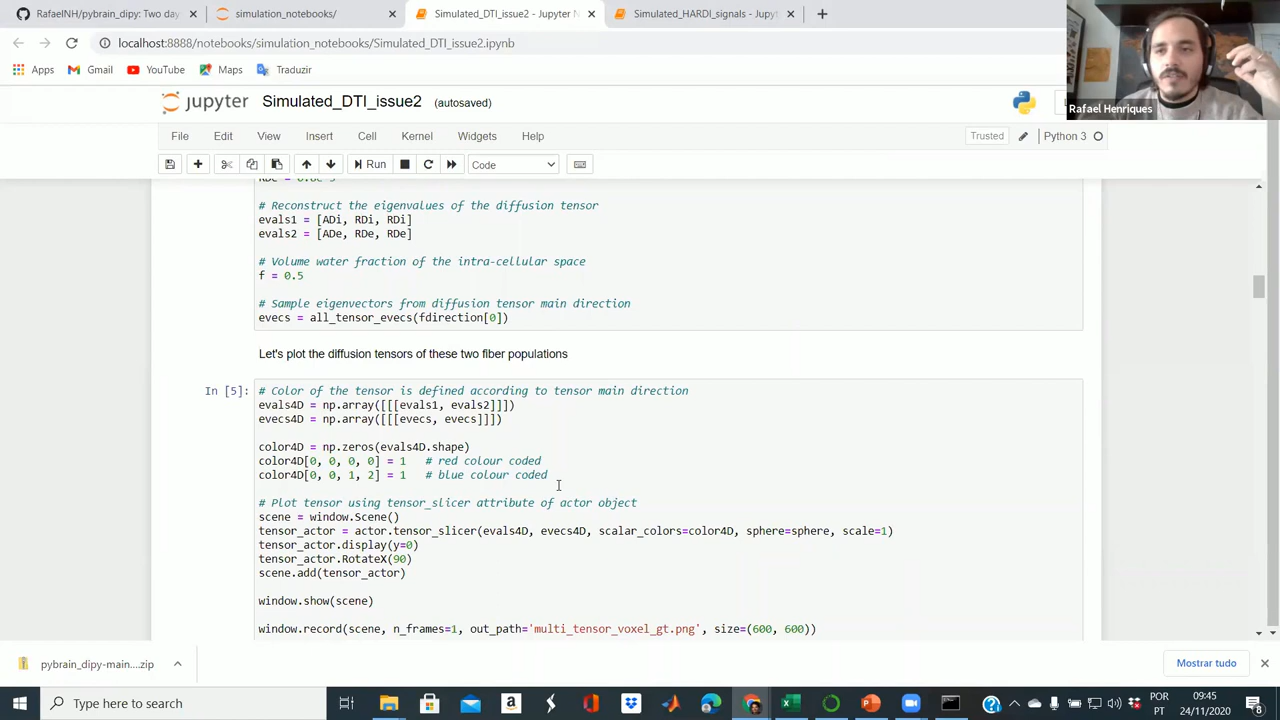 RafaelNH/pybrain_dipy: Two day
simulation_notebooks/
Simulated_DTI_issue2 - Jupyter N
Simulated_HARDI_signals - Jupyt
localhost:8888/notebooks/simulation_notebooks/Simulated_DTI_issue2.ipynb
Apps Gmail YouTube Maps Traduzir
Rafael Henriques
jupyter Simulated_DTI_issue2 (autosaved)
File Edit View Insert Cell Kernel Widgets Help
Trusted Python 3
Run Code
# Reconstruct the eigenvalues of the diffusion tensor
evals1 = [ADi, RDi, RDi]
evals2 = [ADe, RDe, RDe]
# Volume water fraction of the intra-cellular space
f = 0.5
# Sample eigenvectors from diffusion tensor main direction
evecs = all_tensor_evecs(fdirection[0])
Let's plot the diffusion tensors of these two fiber populations
In [5]:
# Color of the tensor is defined according to tensor main direction
evals4D = np.array([[[evals1, evals2]]])
evecs4D = np.array([[[evecs, evecs]]])
color4D = np.zeros(evals4D.shape)
color4D[0, 0, 0, 0] = 1 # red colour coded
color4D[0, 0, 1, 2] = 1 # blue colour coded
# Plot tensor using tensor_slicer attribute of actor object
scene = window.Scene()
tensor_actor = actor.tensor_slicer(evals4D, evecs4D, scalar_colors=color4D, sphere=sphere, scale=1)
tensor_actor.display(y=0)
tensor_actor.RotateX(90)
scene.add(tensor_actor)
window.show(scene)
window.record(scene, n_frames=1, out_path='multi_tensor_voxel_gt.png', size=(600, 600))
pybrain_dipy-main....zip
Mostrar tudo
Type here to search
POR
PT
09:45
24/11/2020
8